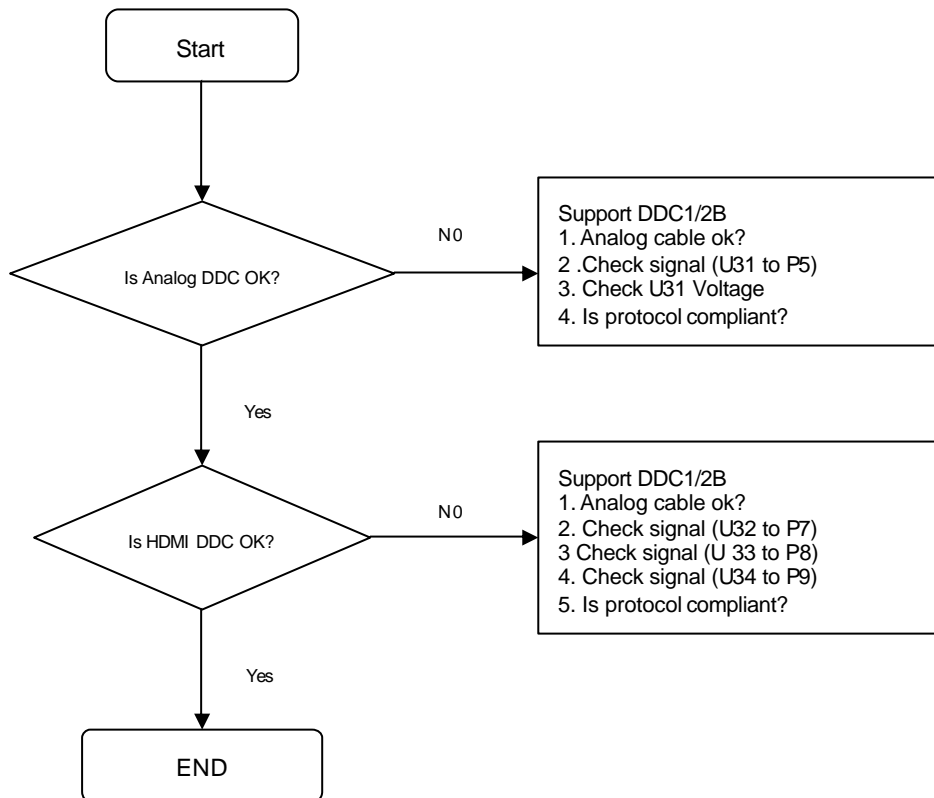 Start
Is Analog DDC OK?
N0
Support DDC1/2B
1. Analog cable ok?
2 .Check signal (U31 to P5)
3. Check U31 Voltage
4. Is protocol compliant?
Yes
Is HDMI DDC OK?
N0
Support DDC1/2B
1. Analog cable ok?
2. Check signal (U32 to P7)
3 Check signal (U 33 to P8)
4. Check signal (U34 to P9)
5. Is protocol compliant?
Yes
END